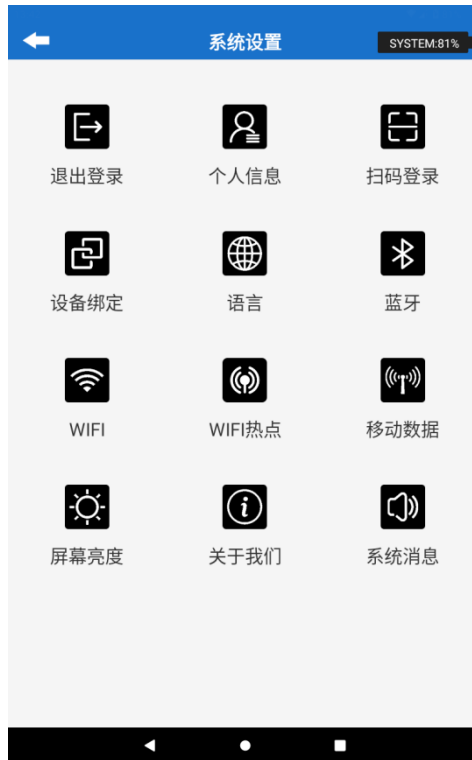 系统设置
SYSTEM:81%
退出登录
个人信息
扫码登录
设备绑定
语言
蓝牙
WIFI
WIFI热点
移动数据
屏幕亮度
关于我们
系统消息